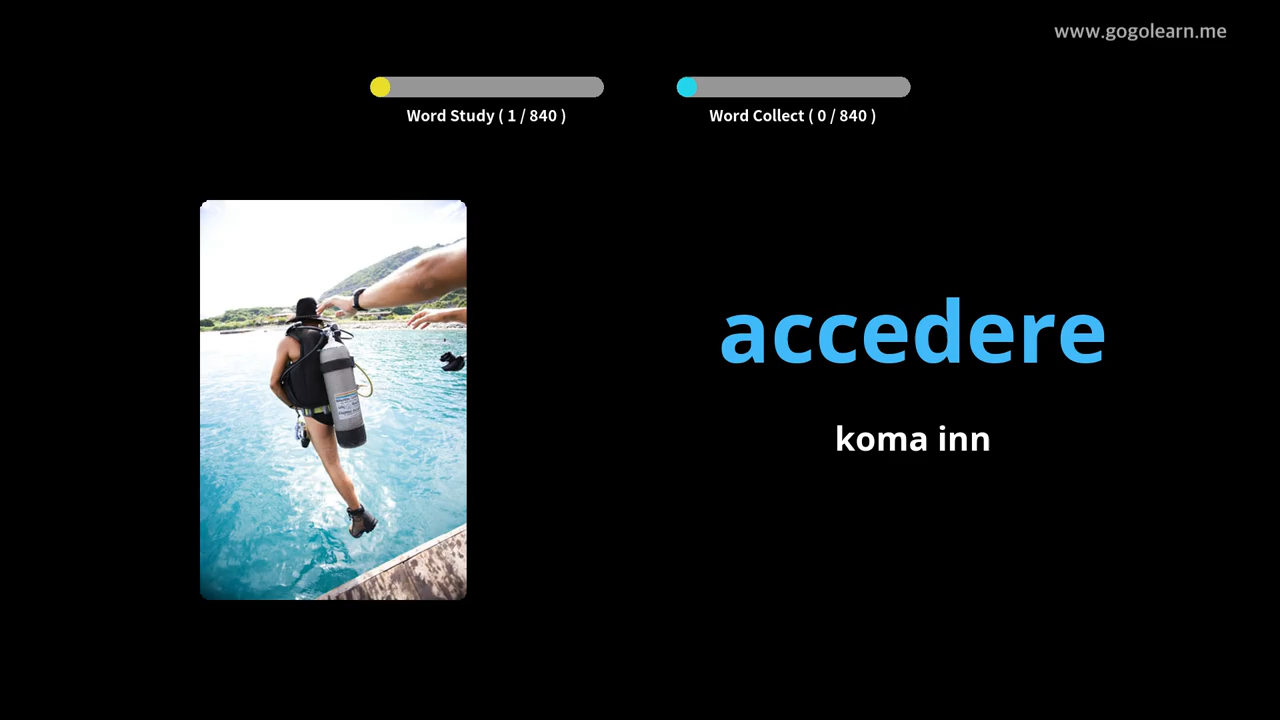 www.gogolearn.me
Word Study ( 1 / 840 )
Word Collect ( 0 / 840 )
accedere
koma inn